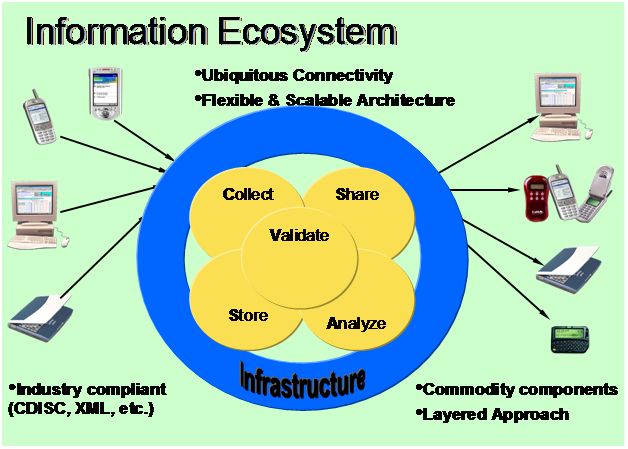 Information Ecosystem
•Ubiquitous Connectivity
•Flexible & Scalable Architecture
Collect
Share
Validate
Store
Analyze
Infrastructure
•Industry compliant
(CDISC, XML, etc.)
•Commodity components
•Layered Approach